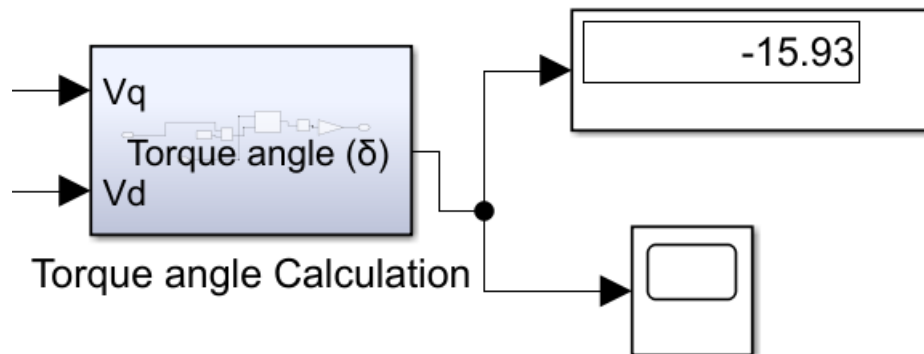 -15.93
Vq
Torque angle (δ)
Vd
Torque angle Calculation